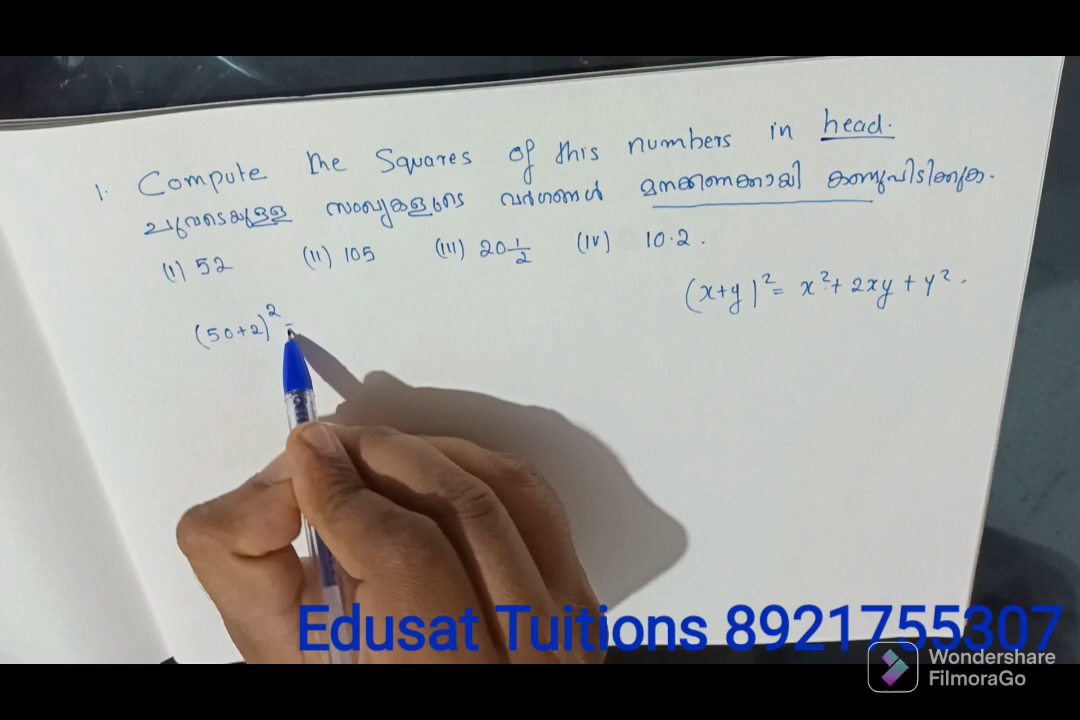 1. Compute the Squares of this numbers in head.
ചുവടെയുള്ള സംഖ്യകളുടെ വർഗങ്ങൾ മനക്കണക്കായി കണ്ടുപിടിക്കുക.
(I) 52 (II) 105 (III) 20 1/2 (IV) 10.2.
(x+y)² = x² + 2xy + y².
(50+2)² =
Edusat Tuitions 8921755307
Wondershare
FilmoraGo